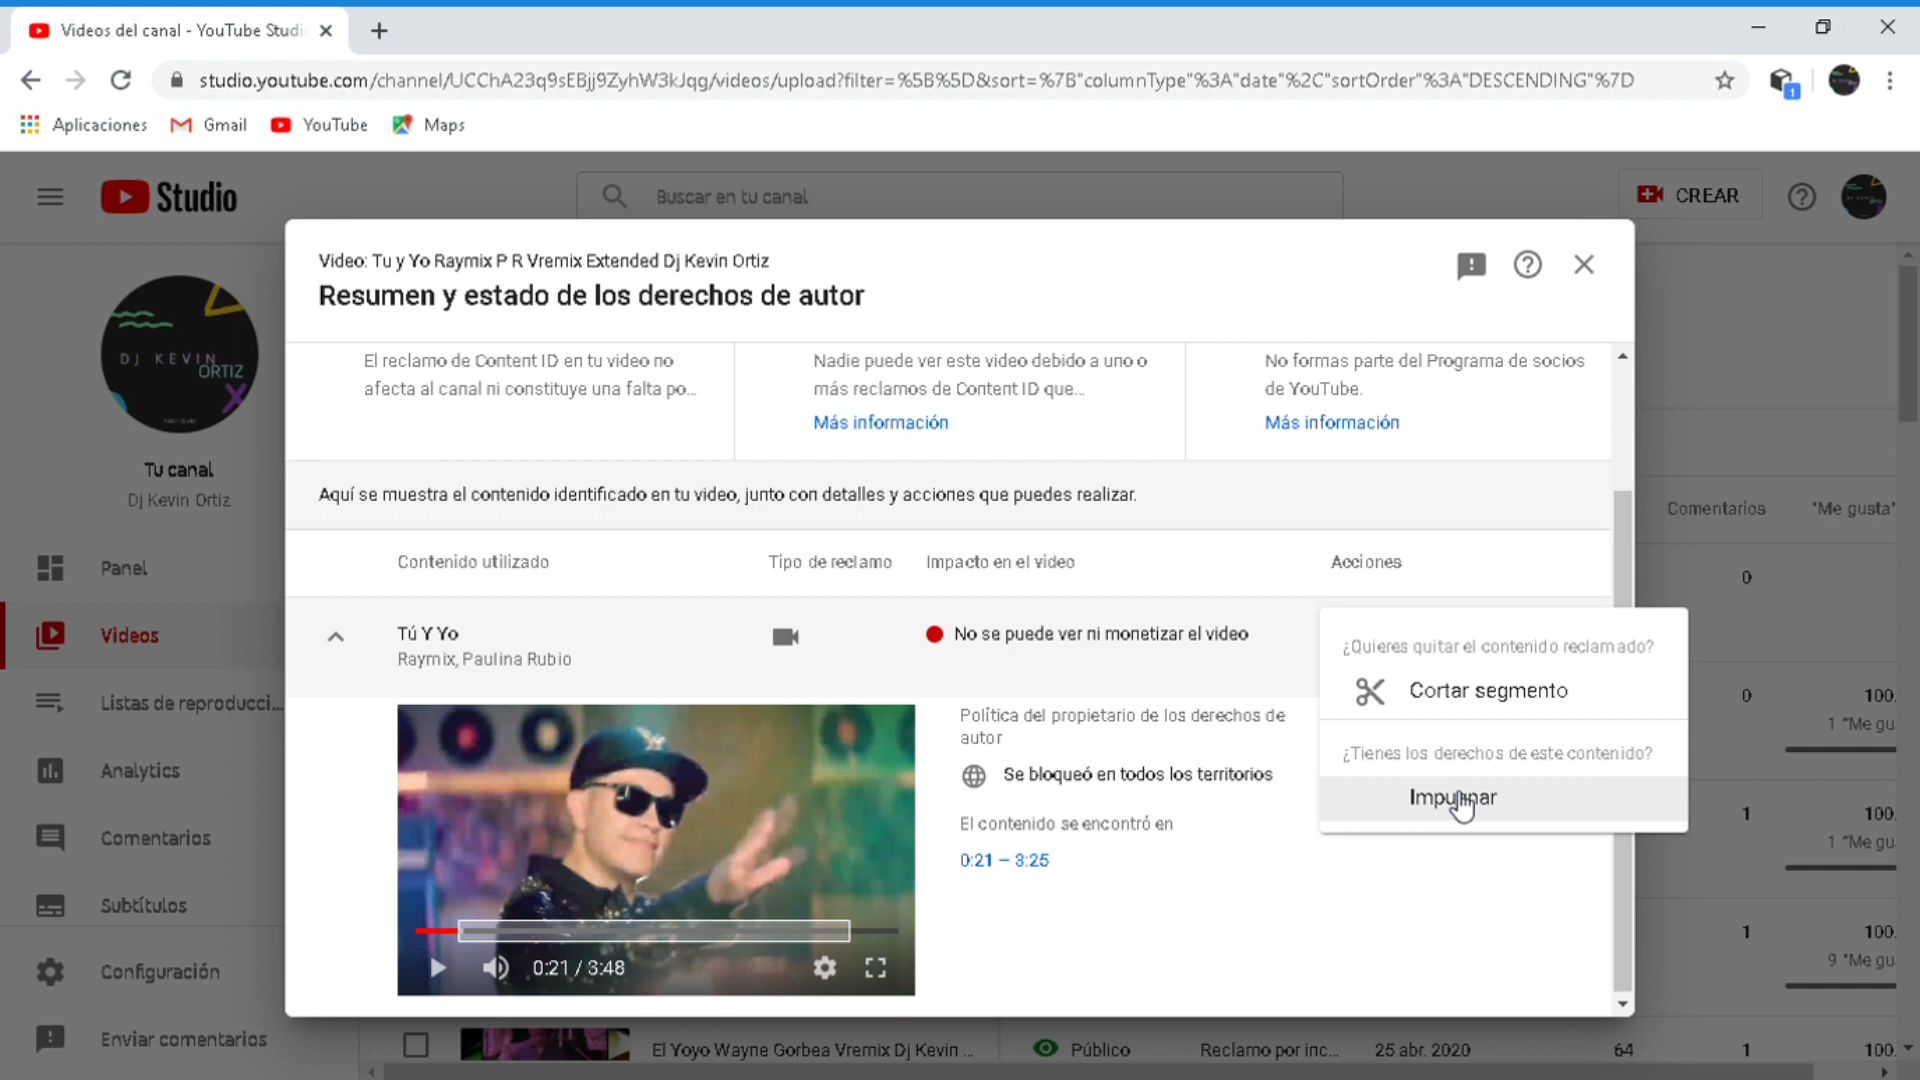 Videos del canal - YouTube Studi
studio.youtube.com/channel/UCChA23q9sEBjj9ZyhW3kJqg/videos/upload?filter=%5B%5D&sort=%7B"columnType"%3A"date"%2C"sortOrder"%3A"DESCENDING"%7D
1
Aplicaciones
Gmail
YouTube
Maps
Studio
Buscar en tu canal
CREAR
DJ KEVIN
ORTIZ
Tu canal
Dj Kevin Ortiz
Panel
Videos
Listas de reproducci...
Analytics
Comentarios
Subtítulos
Configuración
Enviar comentarios
Video: Tu y Yo Raymix P R Vremix Extended Dj Kevin Ortiz
Resumen y estado de los derechos de autor
El reclamo de Content ID en tu video no
afecta al canal ni constituye una falta po...
Nadie puede ver este video debido a uno o
más reclamos de Content ID que...
Más información
No formas parte del Programa de socios
de YouTube.
Más información
Aquí se muestra el contenido identificado en tu video, junto con detalles y acciones que puedes realizar.
Contenido utilizado
Tipo de reclamo
Impacto en el video
Acciones
Tú Y Yo
Raymix, Paulina Rubio
No se puede ver ni monetizar el video
Política del propietario de los derechos de
autor
Se bloqueó en todos los territorios
El contenido se encontró en
0:21 – 3:25
0:21 / 3:48
¿Quieres quitar el contenido reclamado?
Cortar segmento
¿Tienes los derechos de este contenido?
Impugnar
Comentarios
"Me gusta"
0
0
100.
1 "Me gu
1
100.
1 "Me gu
1
100.
9 "Me gu
El Yoyo Wayne Gorbea Vremix Dj Kevin ...
Público
Reclamo por inc...
25 abr. 2020
64
1
100.